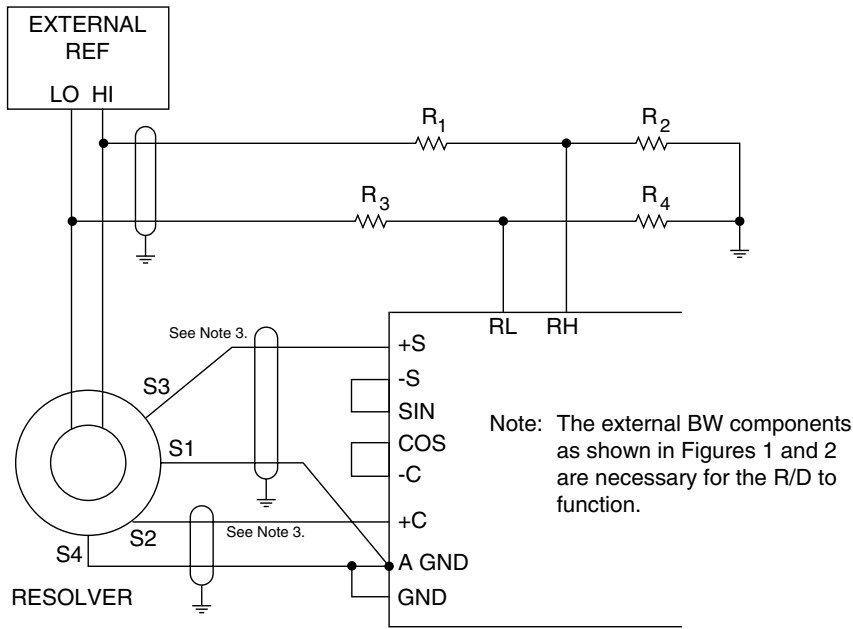 EXTERNAL
REF
LO HI
R1
R2
R3
R4
RL RH
See Note 3.
+S
S3
-S
SIN
Note: The external BW components
as shown in Figures 1 and 2
are necessary for the R/D to
function.
COS
S1
-C
+C
S2
See Note 3.
S4
A GND
GND
RESOLVER